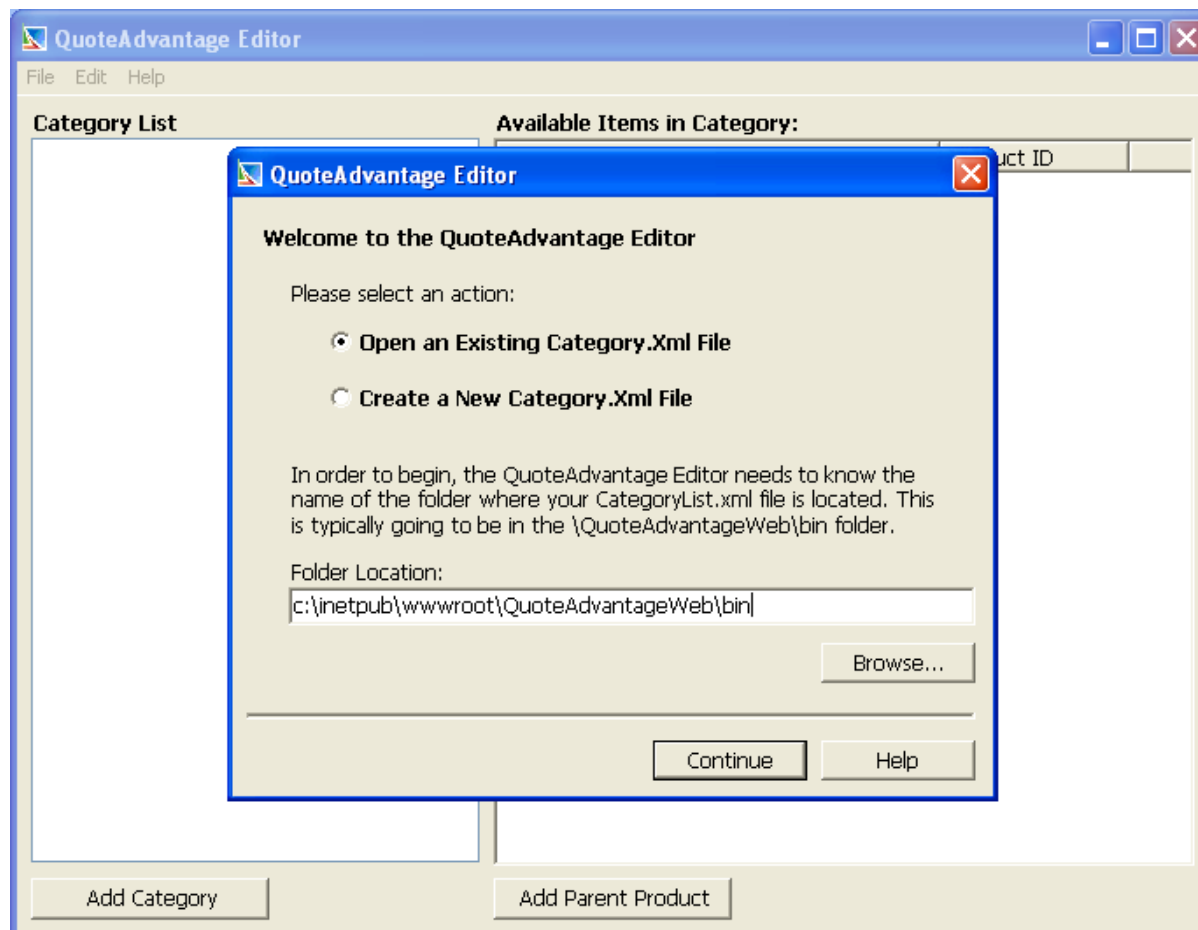 QuoteAdvantage Editor
File Edit Help
Category List
Available Items in Category:
uct ID
QuoteAdvantage Editor
Welcome to the QuoteAdvantage Editor
Please select an action:
Open an Existing Category.Xml File
Create a New Category.Xml File
In order to begin, the QuoteAdvantage Editor needs to know the
name of the folder where your CategoryList.xml file is located. This
is typically going to be in the \QuoteAdvantageWeb\bin folder.
Folder Location:
c:\inetpub\wwwroot\QuoteAdvantageWeb\bin
Browse...
Continue Help
Add Category Add Parent Product